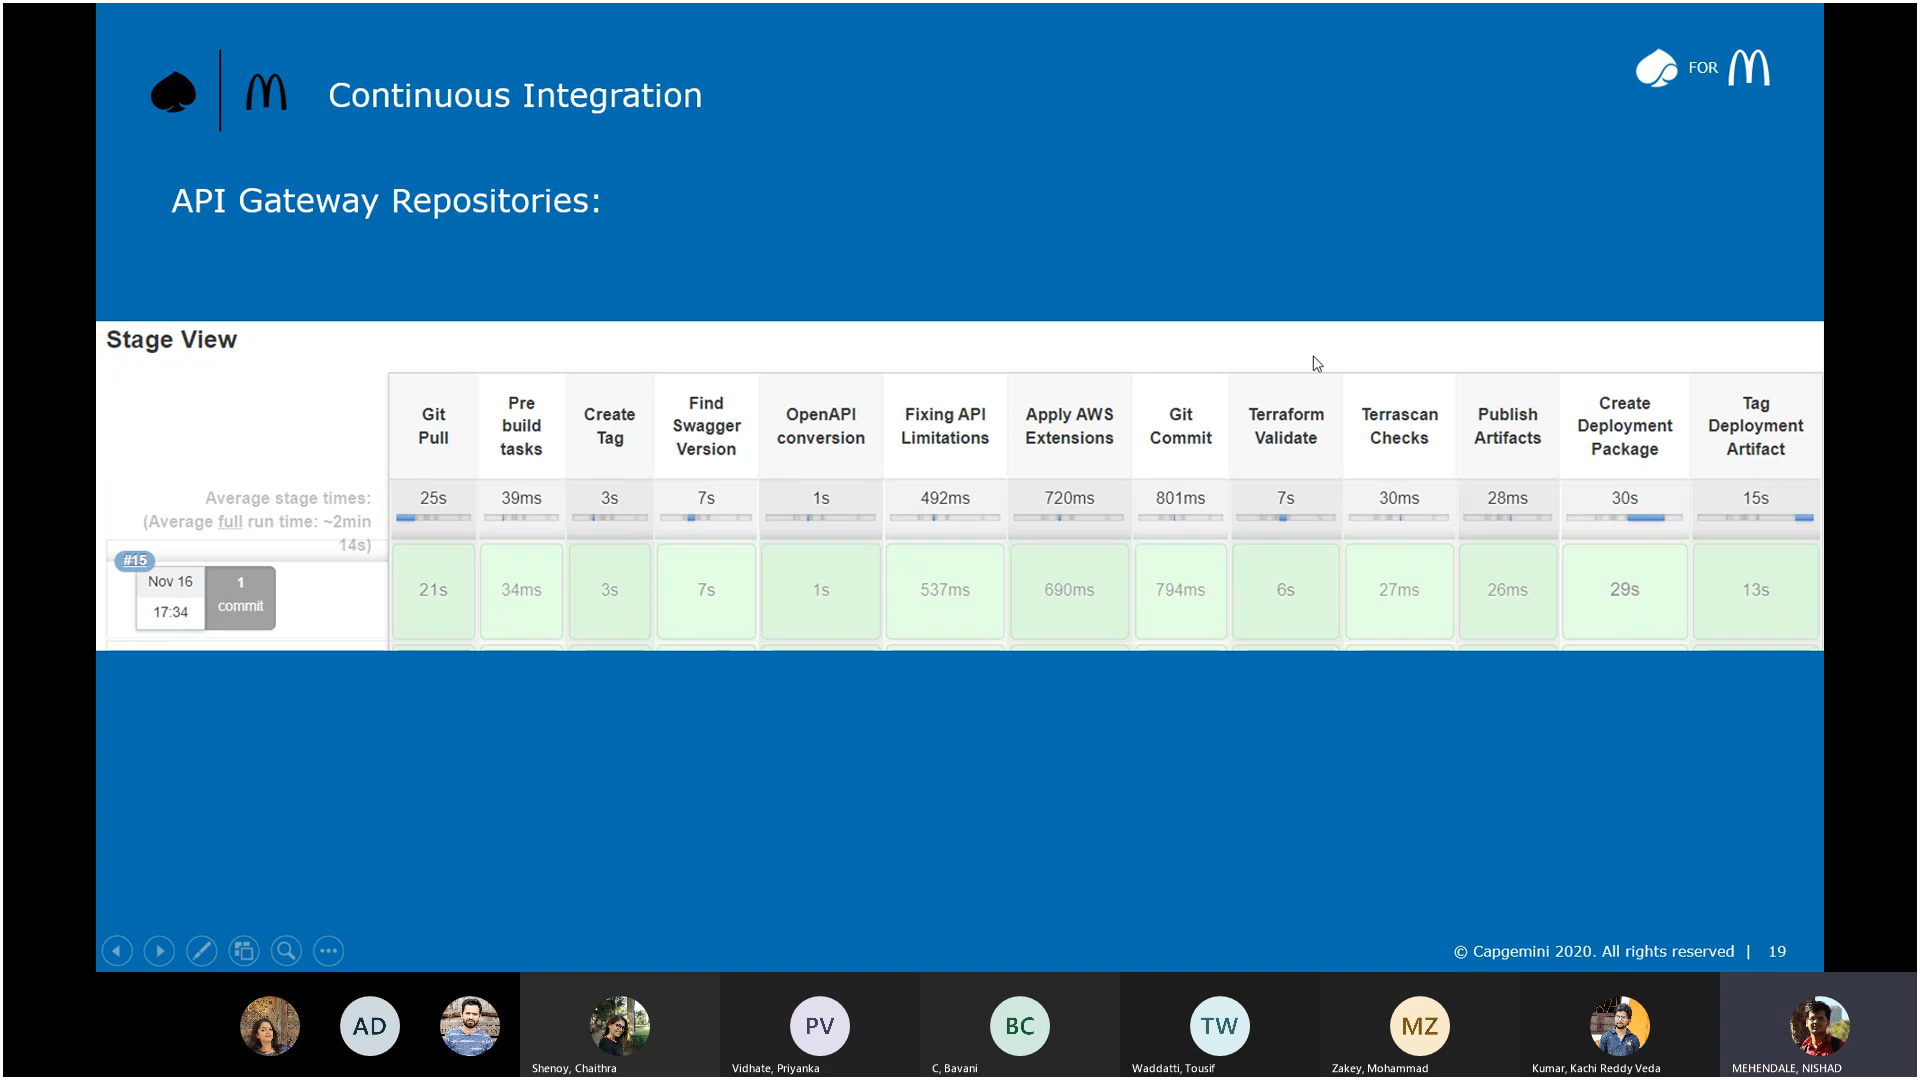 Continuous Integration
FOR
API Gateway Repositories:
Stage View
Git
Pull
Pre
build
tasks
Create
Tag
Find
Swagger
Version
OpenAPI
conversion
Fixing API
Limitations
Apply AWS
Extensions
Git
Commit
Terraform
Validate
Terrascan
Checks
Publish
Artifacts
Create
Deployment
Package
Tag
Deployment
Artifact
Average stage times:
(Average full run time: ~2min
14s)
25s 39ms 3s 7s 1s 492ms 720ms 801ms 7s 30ms 28ms 30s 15s
#15
Nov 16
17:34
1
commit
21s 34ms 3s 7s 1s 537ms 690ms 794ms 6s 27ms 26ms 29s 13s
© Capgemini 2020. All rights reserved | 19
AD
PV
BC
TW
MZ
Shenoy, Chaithra
Vidhate, Priyanka
C, Bavani
Waddatti, Tousif
Zakey, Mohammad
Kumar, Kachi Reddy Veda
MEHENDALE, NISHAD